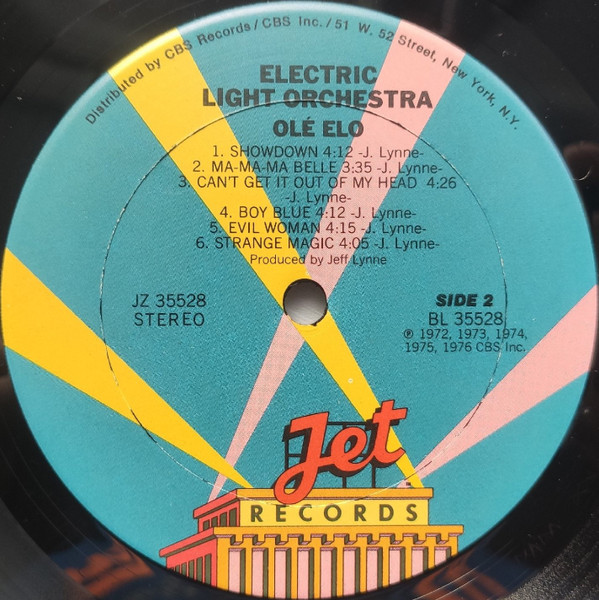 Distributed by CBS Records/CBS Inc./51 W. 52 Street, New York, N.Y.
ELECTRIC
LIGHT ORCHESTRA
OLÉ ELO
1. SHOWDOWN 4:12 -J. Lynne-
2. MA-MA-MA BELLE 3:35 -J. Lynne-
3. CAN'T GET IT OUT OF MY HEAD 4:26
-J. Lynne-
4. BOY BLUE 4:12 -J. Lynne-
5. EVIL WOMAN 4:15 -J. Lynne-
6. STRANGE MAGIC 4:05 -J. Lynne-
Produced by Jeff Lynne
JZ 35528
STEREO
SIDE 2
BL 35528
℗ 1972, 1973, 1974,
1975, 1976 CBS Inc.
Jet
RECORDS